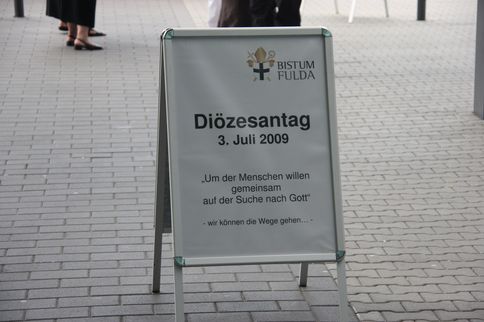 BISTUM
FULDA
Diözesantag
3. Juli 2009
„Um der Menschen willen
gemeinsam
auf der Suche nach Gott“
- wir können die Wege gehen... -